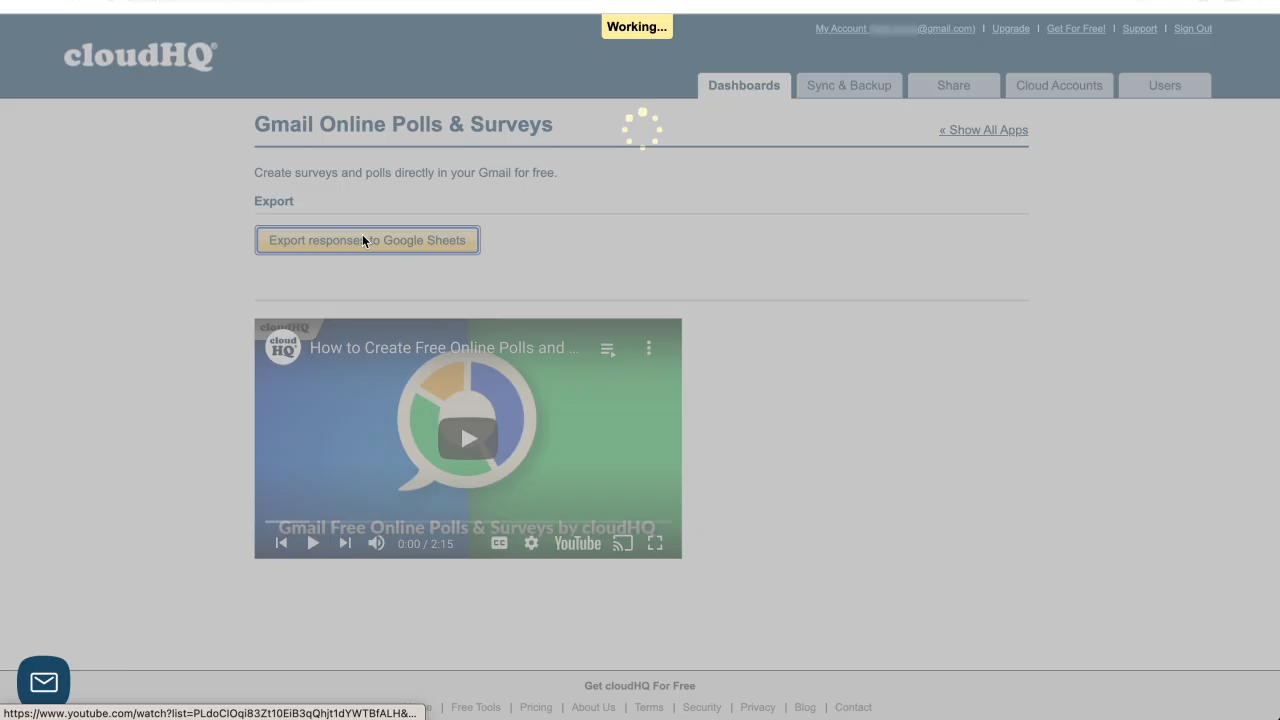 Working...
My Account @gmail.com) | Upgrade | Get For Free! | Support | Sign Out
cloudHQ®
Dashboards Sync & Backup Share Cloud Accounts Users
Gmail Online Polls & Surveys
« Show All Apps
Create surveys and polls directly in your Gmail for free.
Export
Export responses to Google Sheets
cloudHQ
cloud HQ
How to Create Free Online Polls and ...
Gmail Free Online Polls & Surveys by cloudHQ
0:00 / 2:15 CC YouTube
Get cloudHQ For Free
| Free Tools | Pricing | About Us | Terms | Security | Privacy | Blog | Contact
https://www.youtube.com/watch?list=PLdoClOqi83Zt10EiB3qQhjt1dYWTBfALH&...